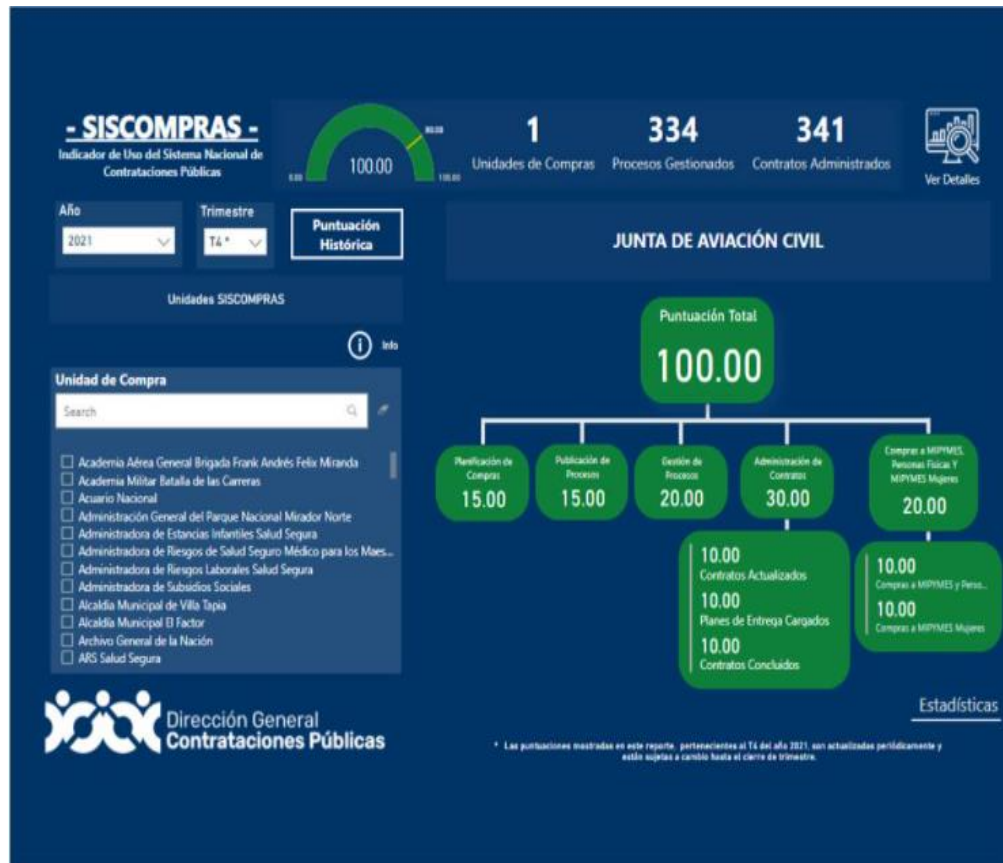 - SISCOMPRAS -
Indicador de Uso del Sistema Nacional de
Contrataciones Públicas
0.00
100.00
80.00
100.00
1
Unidades de Compras
334
Procesos Gestionados
341
Contratos Administrados
Ver Detalles
Año
2021
Trimestre
T4 *
Puntuación
Histórica
JUNTA DE AVIACIÓN CIVIL
Unidades SISCOMPRAS
Info
Unidad de Compra
Search
Academia Aérea General Brigada Frank Andrés Felix Miranda
Academia Militar Batalla de las Carreras
Acuario Nacional
Administración General del Parque Nacional Mirador Norte
Administradora de Estancias Infantiles Salud Segura
Administradora de Riesgos de Salud Seguro Médico para los Maes...
Administradora de Riesgos Laborales Salud Segura
Administradora de Subsidios Sociales
Alcaldía Municipal de Villa Tapia
Alcaldía Municipal El Factor
Archivo General de la Nación
ARS Salud Segura
Puntuación Total
100.00
Planificación de
Compras
15.00
Publicación de
Procesos
15.00
Gestión de
Procesos
20.00
Administración de
Contratos
30.00
Compras a MIPYMES,
Personas Físicas Y
MIPYMES Mujeres
20.00
10.00
Contratos Actualizados
10.00
Planes de Entrega Cargados
10.00
Contratos Concluidos
10.00
Compras a MIPYMES y Perso...
10.00
Compras a MIPYMES Mujeres
Estadísticas
Dirección General
Contrataciones Públicas
* Las puntuaciones mostradas en este reporte, pertenecientes al T4 del año 2021, son actualizadas periódicamente y
están sujetas a cambio hasta el cierre de trimestre.